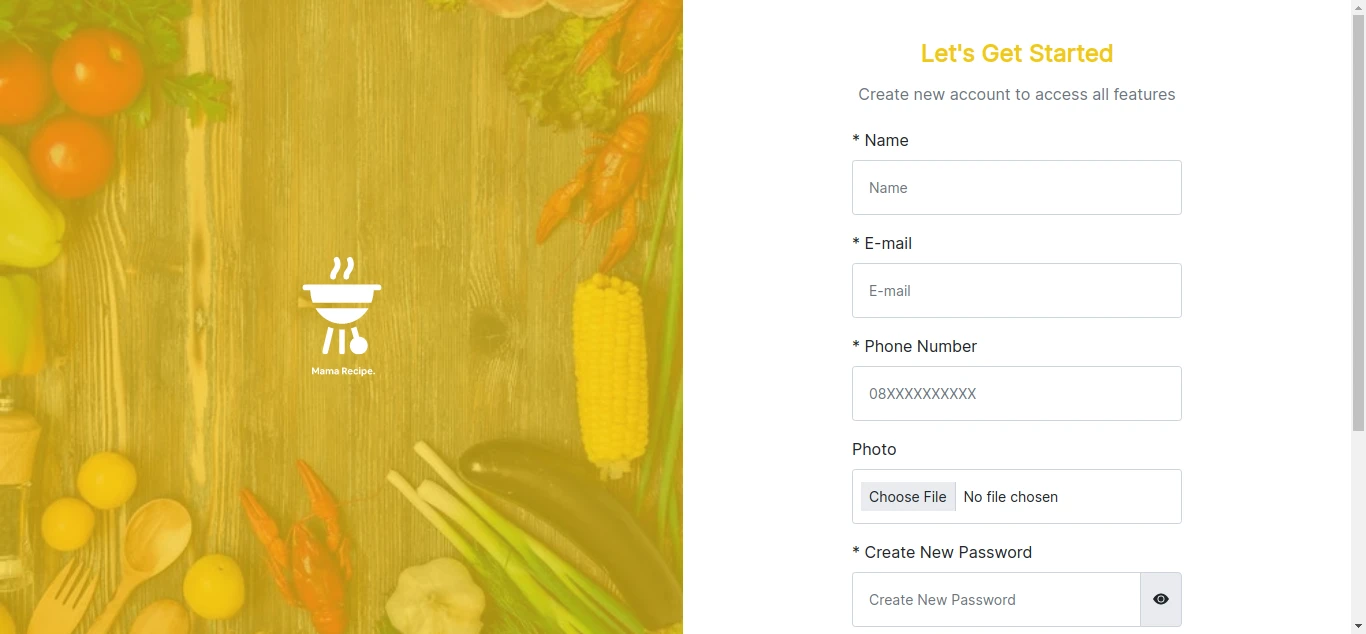 Mama Recipe.
Let's Get Started
Create new account to access all features
* Name
Name
* E-mail
E-mail
* Phone Number
08XXXXXXXXXX
Photo
Choose File No file chosen
* Create New Password
Create New Password